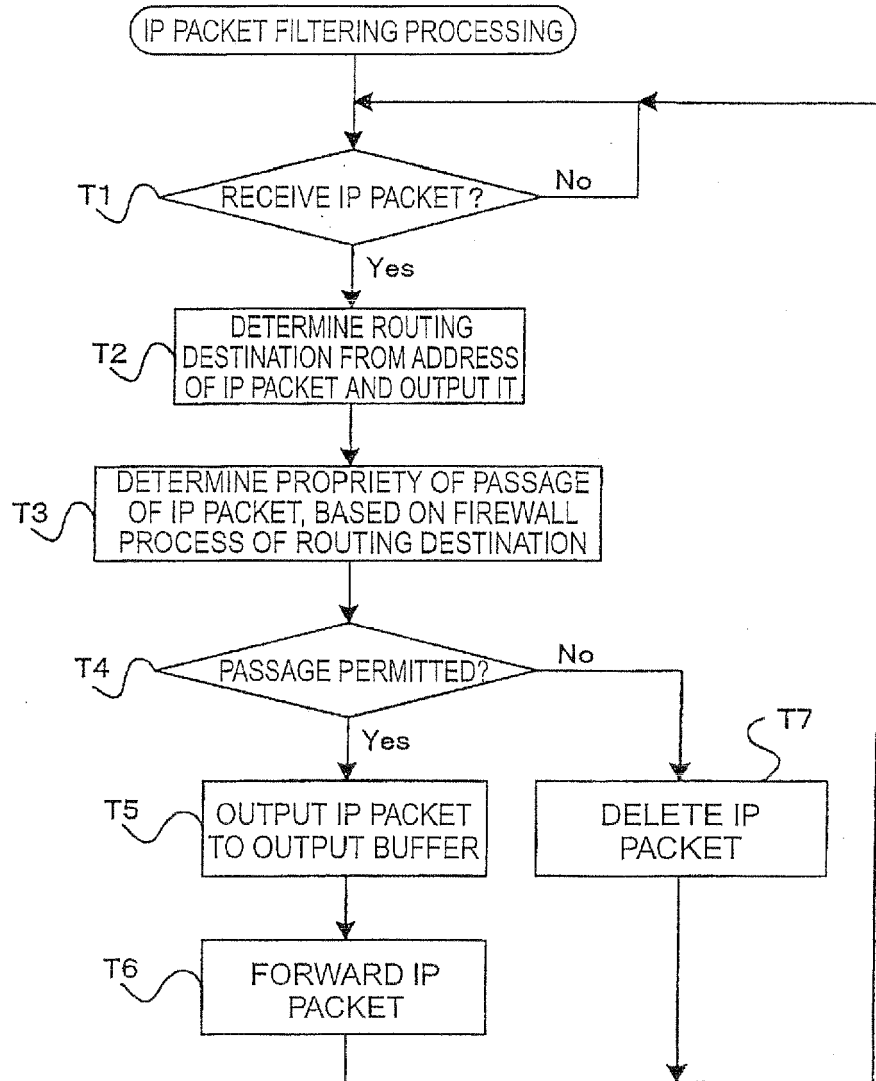 IP PACKET FILTERING PROCESSING
T1
RECEIVE IP PACKET?
No
Yes
T2
DETERMINE ROUTING
DESTINATION FROM ADDRESS
OF IP PACKET AND OUTPUT IT
T3
DETERMINE PROPRIETY OF PASSAGE
OF IP PACKET, BASED ON FIREWALL
PROCESS OF ROUTING DESTINATION
T4
PASSAGE PERMITTED?
No
Yes
T7
T5
OUTPUT IP PACKET
TO OUTPUT BUFFER
DELETE IP
PACKET
T6
FORWARD IP
PACKET